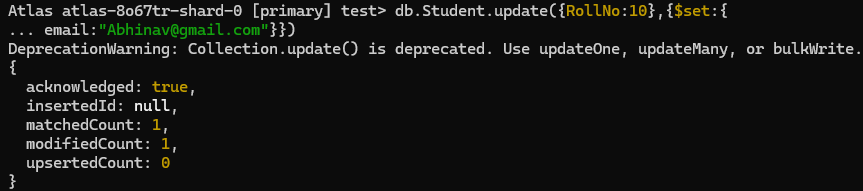 Atlas atlas-8o67tr-shard-0 [primary] test> db.Student.update({RollNo:10},{$set:{
... email:"Abhinav@gmail.com"}})
DeprecationWarning: Collection.update() is deprecated. Use updateOne, updateMany, or bulkWrite.
{
  acknowledged: true,
  insertedId: null,
  matchedCount: 1,
  modifiedCount: 1,
  upsertedCount: 0
}